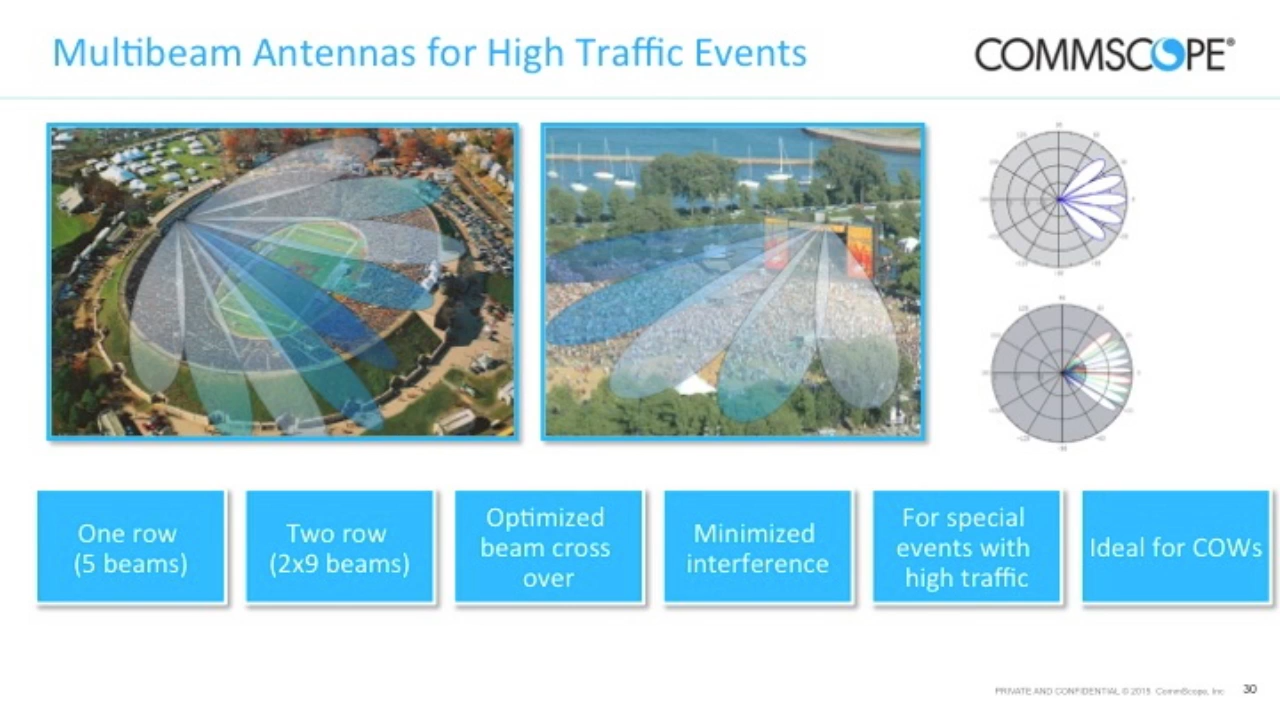 Multibeam Antennas for High Traffic Events
COMMSCOPE®
One row
(5 beams)
Two row
(2x9 beams)
Optimized
beam cross
over
Minimized
interference
For special
events with
high traffic
Ideal for COWs
PRIVATE AND CONFIDENTIAL © 2015 CommScope, Inc
30